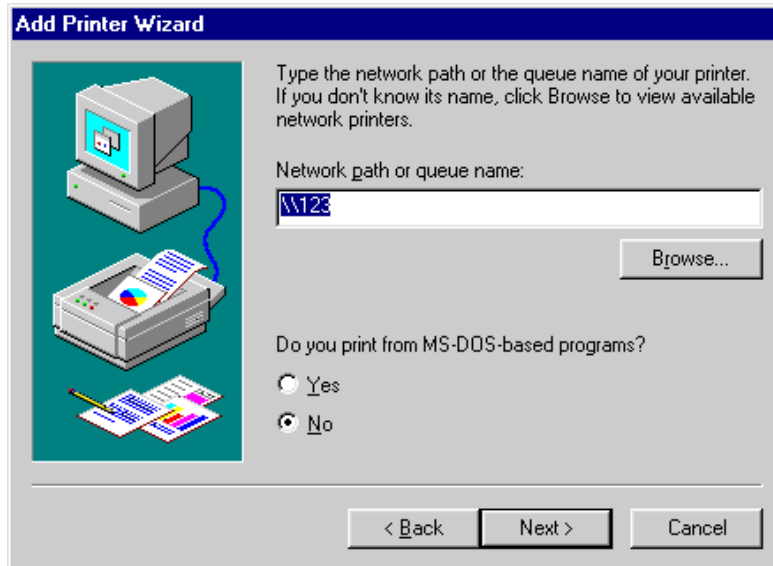 Add Printer Wizard
Type the network path or the queue name of your printer.
If you don't know its name, click Browse to view available
network printers.
Network path or queue name:
\\123
Browse...
Do you print from MS-DOS-based programs?
Yes
No
< Back
Next >
Cancel